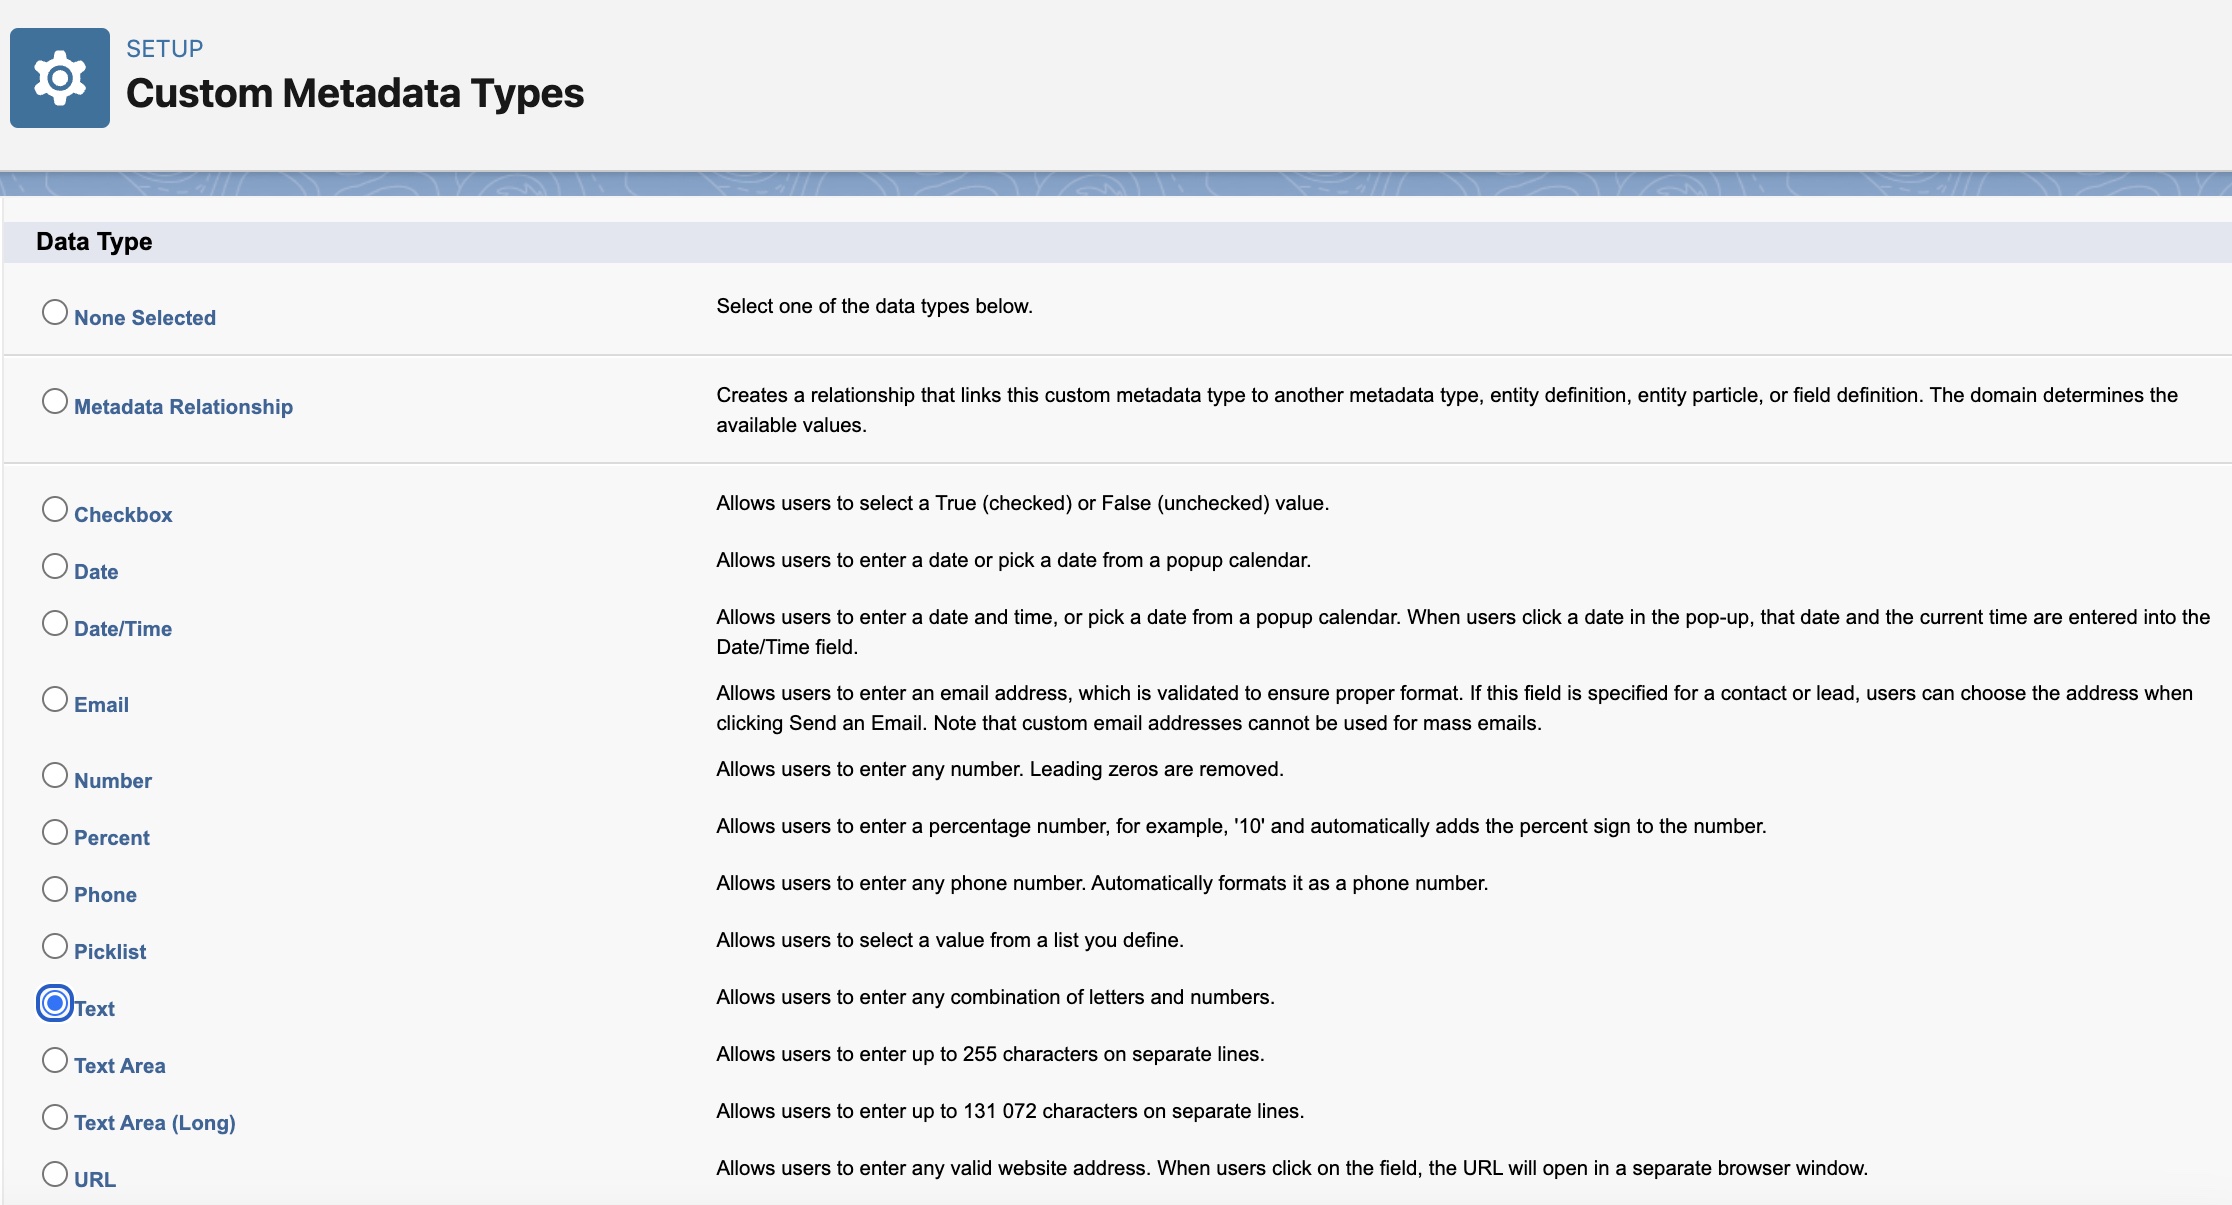 SETUP
Custom Metadata Types
Data Type
None Selected
Select one of the data types below.
Metadata Relationship
Creates a relationship that links this custom metadata type to another metadata type, entity definition, entity particle, or field definition. The domain determines the
available values.
Checkbox
Allows users to select a True (checked) or False (unchecked) value.
Date
Allows users to enter a date or pick a date from a popup calendar.
Date/Time
Allows users to enter a date and time, or pick a date from a popup calendar. When users click a date in the pop-up, that date and the current time are entered into the
Date/Time field.
Email
Allows users to enter an email address, which is validated to ensure proper format. If this field is specified for a contact or lead, users can choose the address when
clicking Send an Email. Note that custom email addresses cannot be used for mass emails.
Number
Allows users to enter any number. Leading zeros are removed.
Percent
Allows users to enter a percentage number, for example, '10' and automatically adds the percent sign to the number.
Phone
Allows users to enter any phone number. Automatically formats it as a phone number.
Picklist
Allows users to select a value from a list you define.
Text
Allows users to enter any combination of letters and numbers.
Text Area
Allows users to enter up to 255 characters on separate lines.
Text Area (Long)
Allows users to enter up to 131 072 characters on separate lines.
URL
Allows users to enter any valid website address. When users click on the field, the URL will open in a separate browser window.